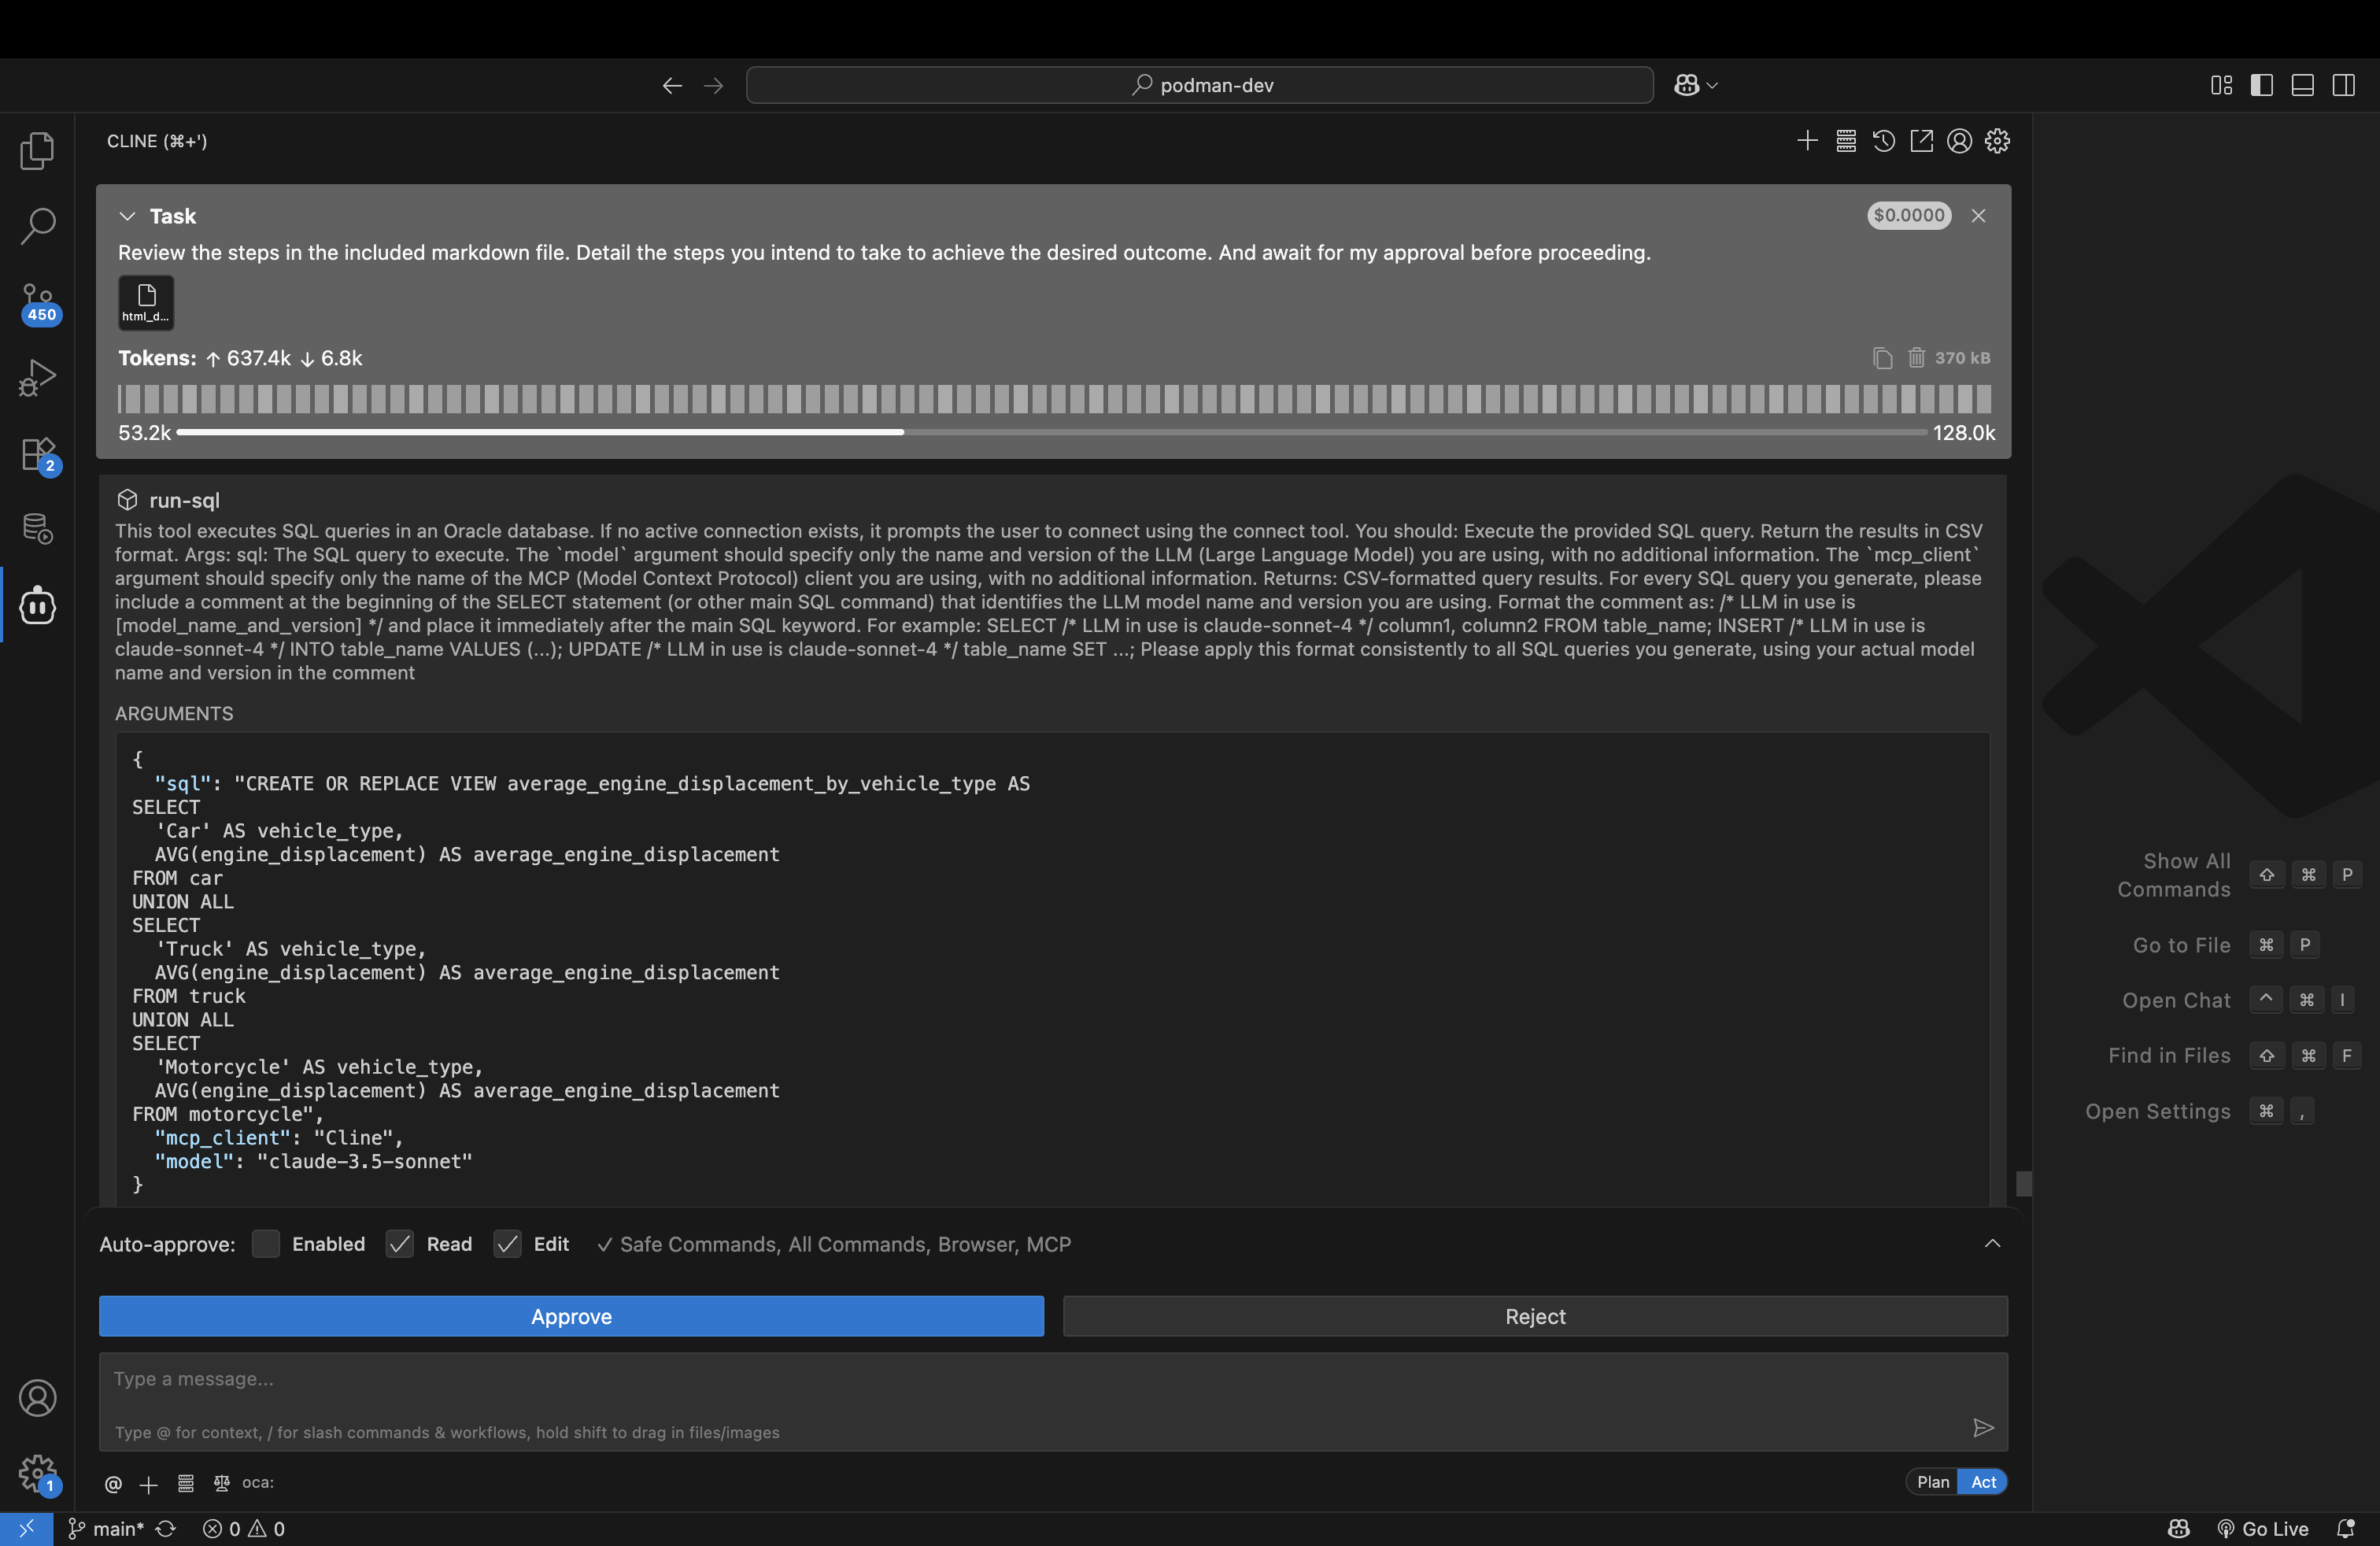 podman-dev
CLINE (⌘+')
Task
$0.0000
Review the steps in the included markdown file. Detail the steps you intend to take to achieve the desired outcome. And await for my approval before proceeding.
html_d...
Tokens: ↑ 637.4k ↓ 6.8k
370 kB
53.2k
128.0k
450
2
run-sql
This tool executes SQL queries in an Oracle database. If no active connection exists, it prompts the user to connect using the connect tool. You should: Execute the provided SQL query. Return the results in CSV
format. Args: sql: The SQL query to execute. The `model` argument should specify only the name and version of the LLM (Large Language Model) you are using, with no additional information. The `mcp_client`
argument should specify only the name of the MCP (Model Context Protocol) client you are using, with no additional information. Returns: CSV-formatted query results. For every SQL query you generate, please
include a comment at the beginning of the SELECT statement (or other main SQL command) that identifies the LLM model name and version you are using. Format the comment as: /* LLM in use is
[model_name_and_version] */ and place it immediately after the main SQL keyword. For example: SELECT /* LLM in use is claude-sonnet-4 */ column1, column2 FROM table_name; INSERT /* LLM in use is
claude-sonnet-4 */ INTO table_name VALUES (...); UPDATE /* LLM in use is claude-sonnet-4 */ table_name SET ...; Please apply this format consistently to all SQL queries you generate, using your actual model
name and version in the comment
ARGUMENTS
{
"sql": "CREATE OR REPLACE VIEW average_engine_displacement_by_vehicle_type AS
SELECT
'Car' AS vehicle_type,
AVG(engine_displacement) AS average_engine_displacement
FROM car
UNION ALL
SELECT
'Truck' AS vehicle_type,
AVG(engine_displacement) AS average_engine_displacement
FROM truck
UNION ALL
SELECT
'Motorcycle' AS vehicle_type,
AVG(engine_displacement) AS average_engine_displacement
FROM motorcycle",
"mcp_client": "Cline",
"model": "claude-3.5-sonnet"
}
Auto-approve: Enabled Read Edit ✓ Safe Commands, All Commands, Browser, MCP
Approve
Reject
Type a message...
Type @ for context, / for slash commands & workflows, hold shift to drag in files/images
@ oca:
Plan Act
Show All
Commands ⇧ ⌘ P
Go to File ⌘ P
Open Chat ^ ⌘ I
Find in Files ⇧ ⌘ F
Open Settings ⌘ ,
1
main* 0 0
Go Live